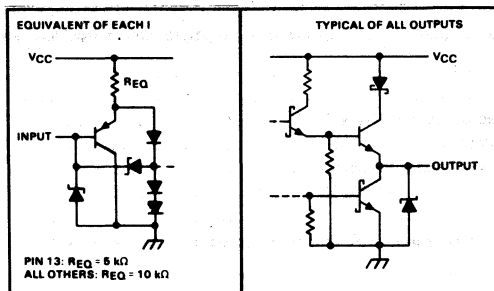 EQUIVALENT OF EACH I
VCC
REQ
INPUT
PIN 13: REQ = 5 kΩ
ALL OTHERS: REQ = 10 kΩ
TYPICAL OF ALL OUTPUTS
VCC
OUTPUT